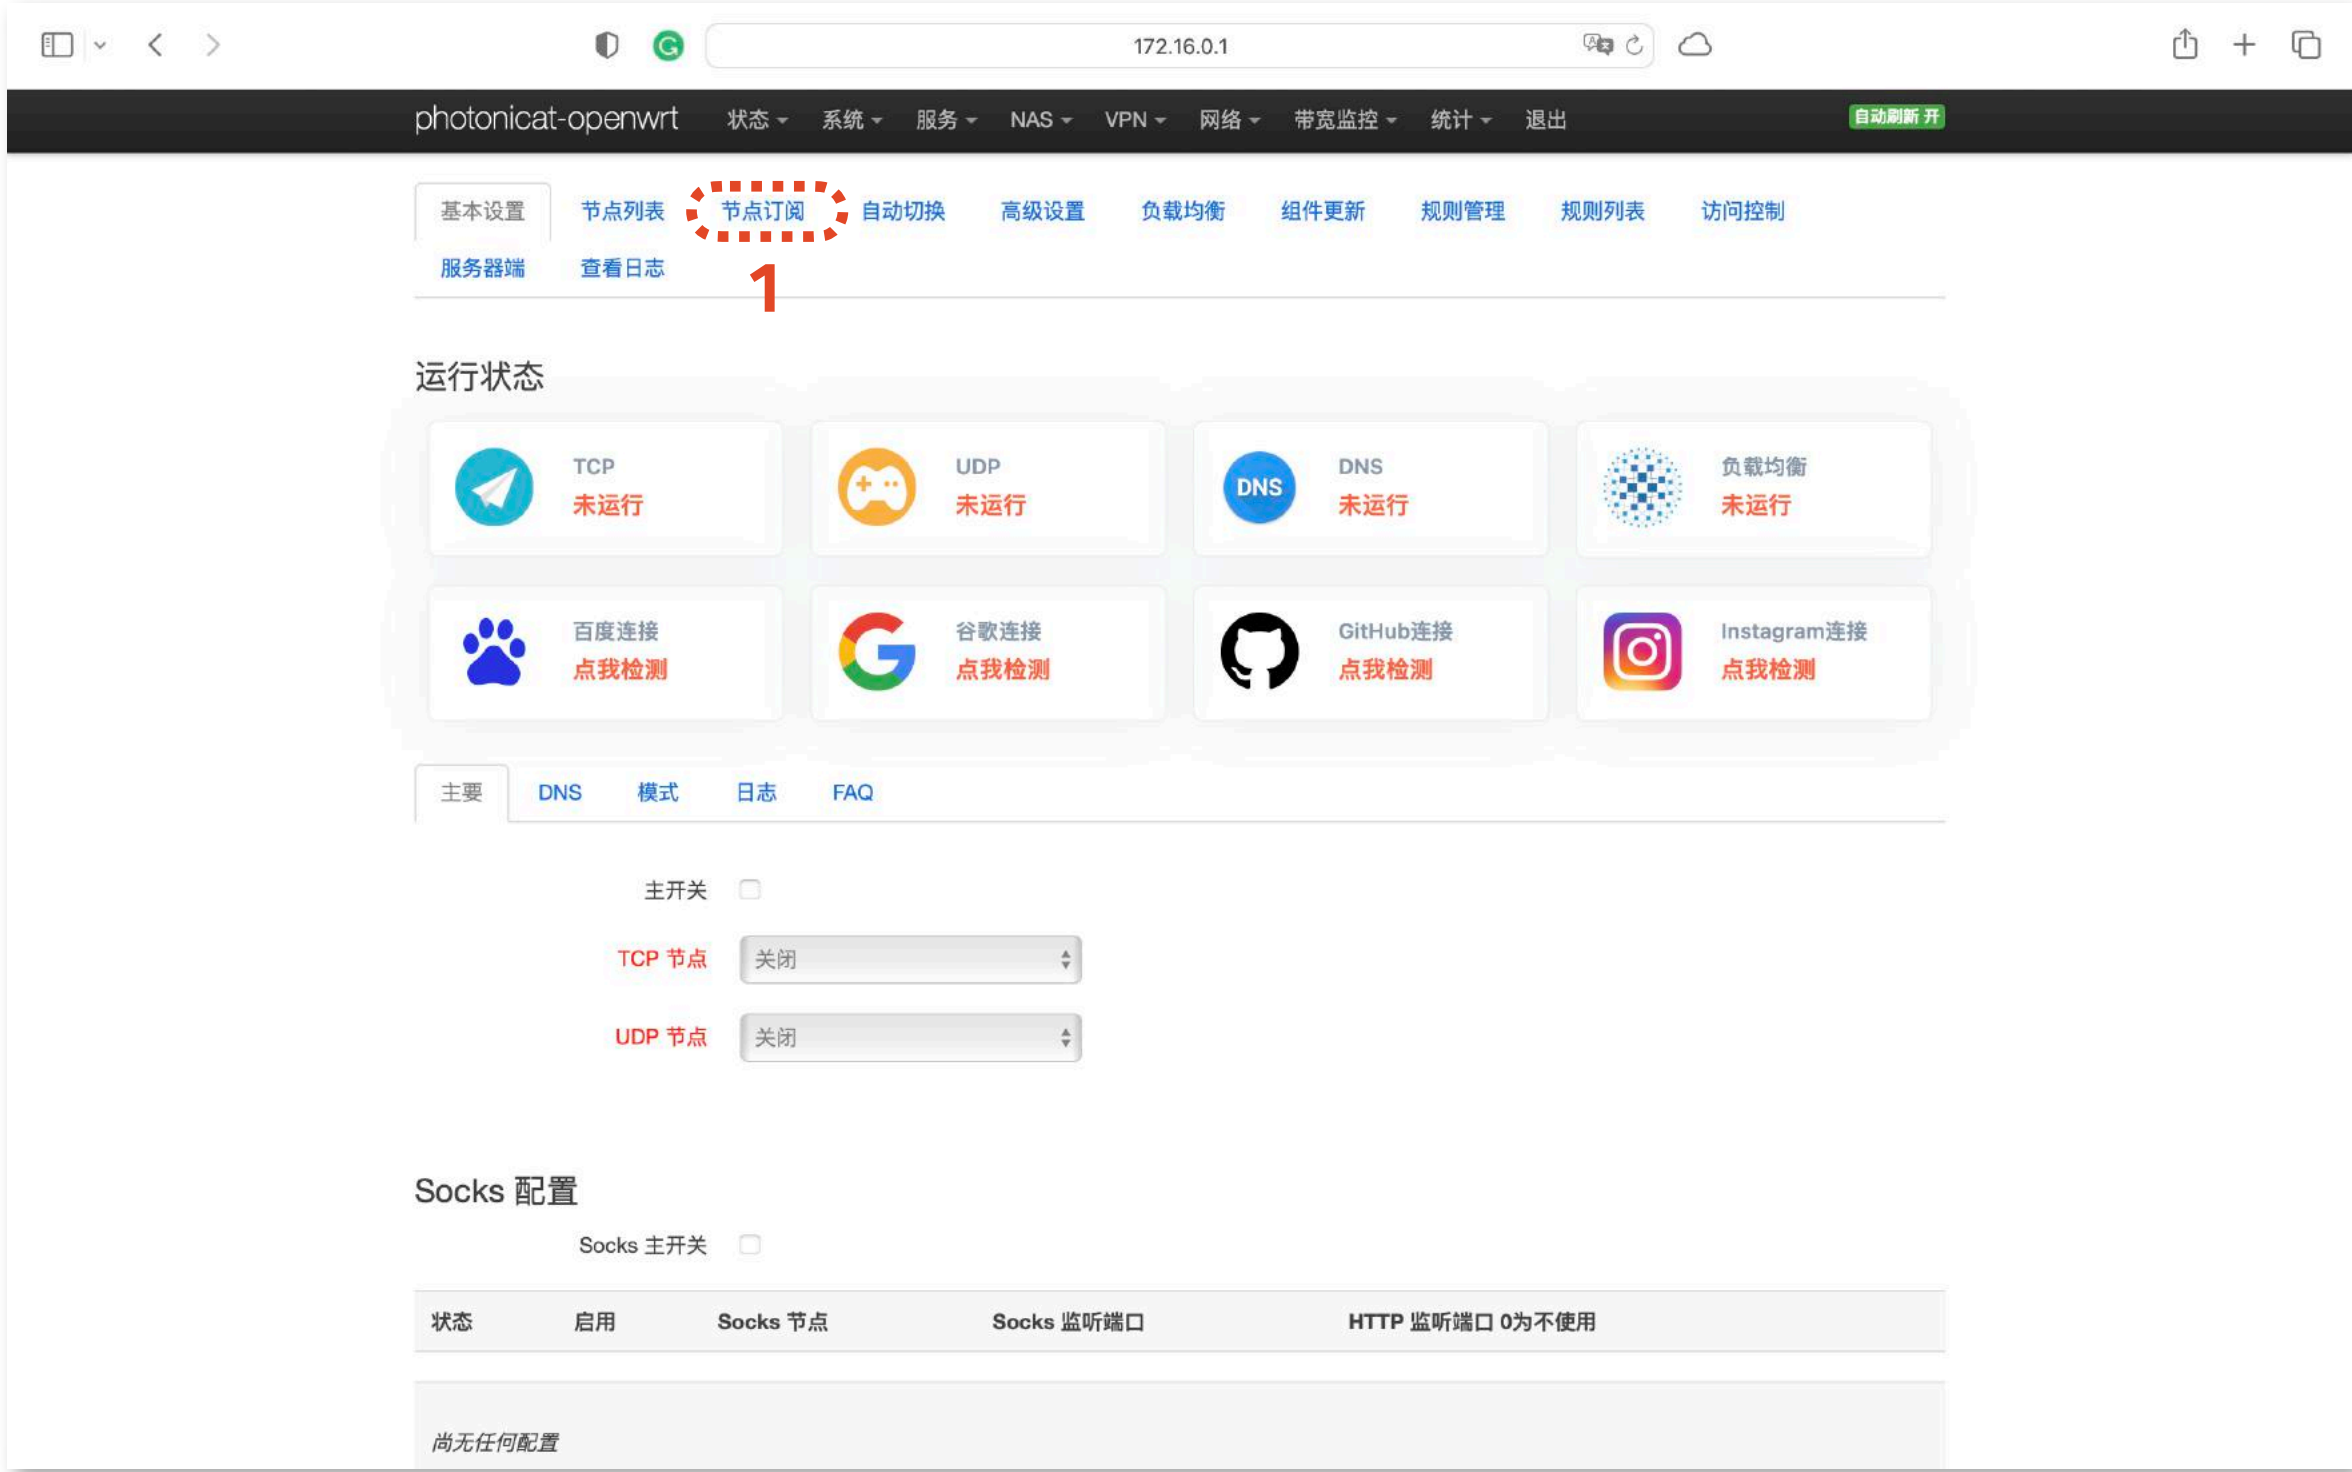 172.16.0.1
photonicat-openwrt 状态 系统 服务 NAS VPN 网络 带宽监控 统计 退出 自动刷新 开
基本设置 节点列表 节点订阅 自动切换 高级设置 负载均衡 组件更新 规则管理 规则列表 访问控制
服务器端 查看日志
1
运行状态
TCP
未运行
UDP
未运行
DNS
DNS
未运行
负载均衡
未运行
百度连接
点我检测
谷歌连接
点我检测
GitHub连接
点我检测
Instagram连接
点我检测
主要 DNS 模式 日志 FAQ
主开关
TCP 节点 关闭
UDP 节点 关闭
Socks 配置
Socks 主开关
状态 启用 Socks 节点 Socks 监听端口 HTTP 监听端口 0为不使用
尚无任何配置